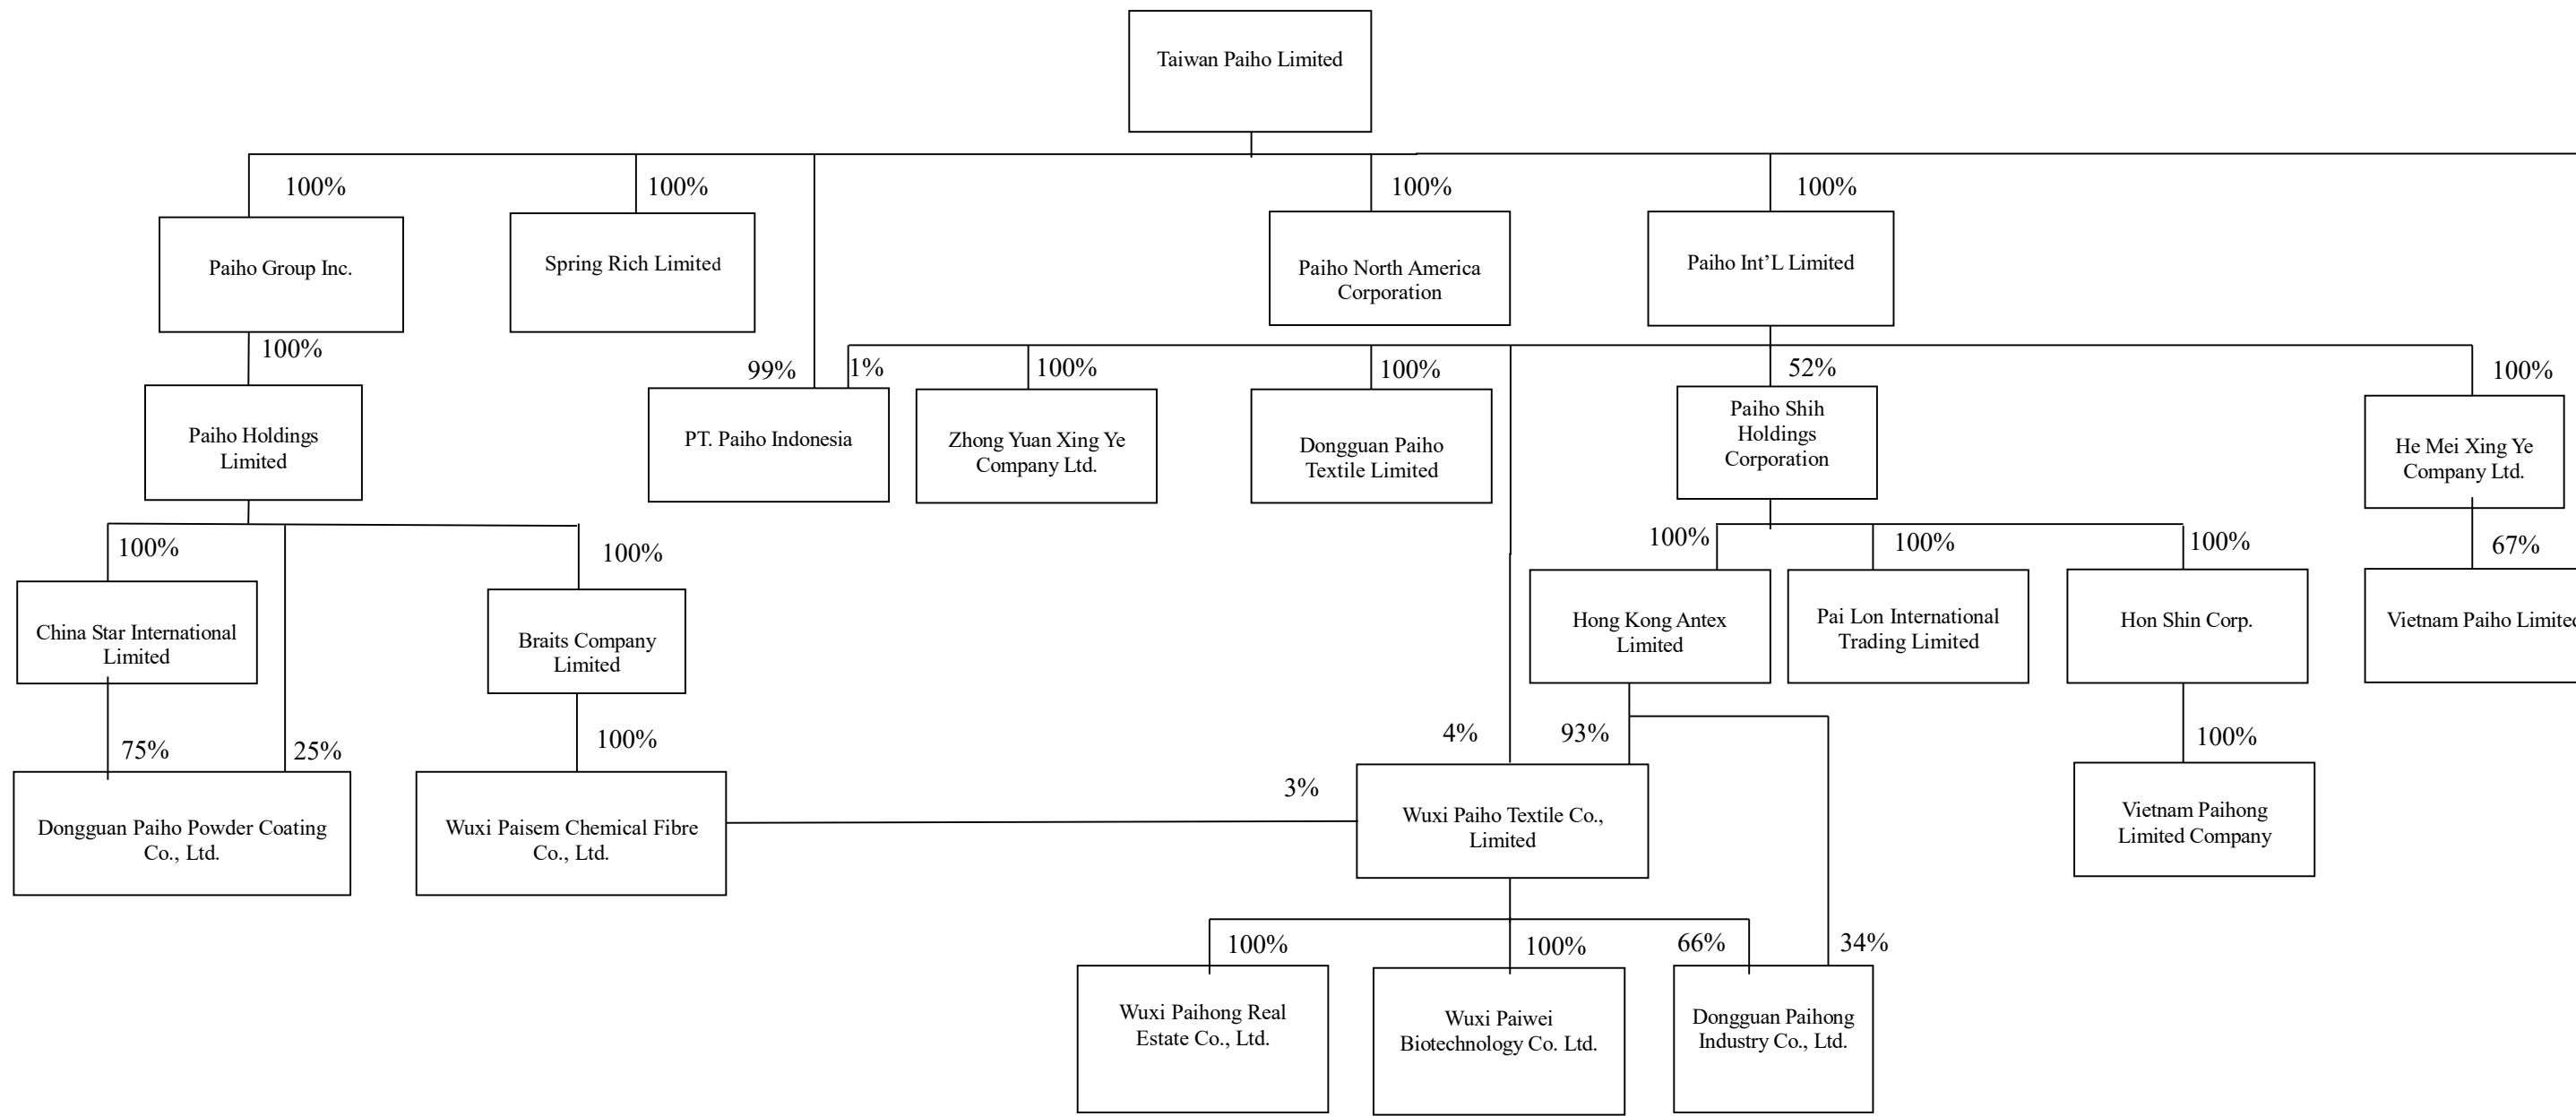 Taiwan Paiho Limited
100%
100%
100%
100%
Paiho Group Inc.
Spring Rich Limited
Paiho North America
Corporation
Paiho Int’L Limited
100%
99%
1%
100%
100%
52%
100%
Paiho Holdings
Limited
PT. Paiho Indonesia
Zhong Yuan Xing Ye
Company Ltd.
Dongguan Paiho
Textile Limited
Paiho Shih
Holdings
Corporation
He Mei Xing Ye
Company Ltd.
100%
100%
100%
100%
100%
67%
China Star International
Limited
Braits Company
Limited
Hong Kong Antex
Limited
Pai Lon International
Trading Limited
Hon Shin Corp.
Vietnam Paiho Limited
75%
25%
100%
4%
93%
100%
3%
Dongguan Paiho Powder Coating
Co., Ltd.
Wuxi Paisem Chemical Fibre
Co., Ltd.
Wuxi Paiho Textile Co.,
Limited
Vietnam Paihong
Limited Company
100%
100%
66%
34%
Wuxi Paihong Real
Estate Co., Ltd.
Wuxi Paiwei
Biotechnology Co. Ltd.
Dongguan Paihong
Industry Co., Ltd.